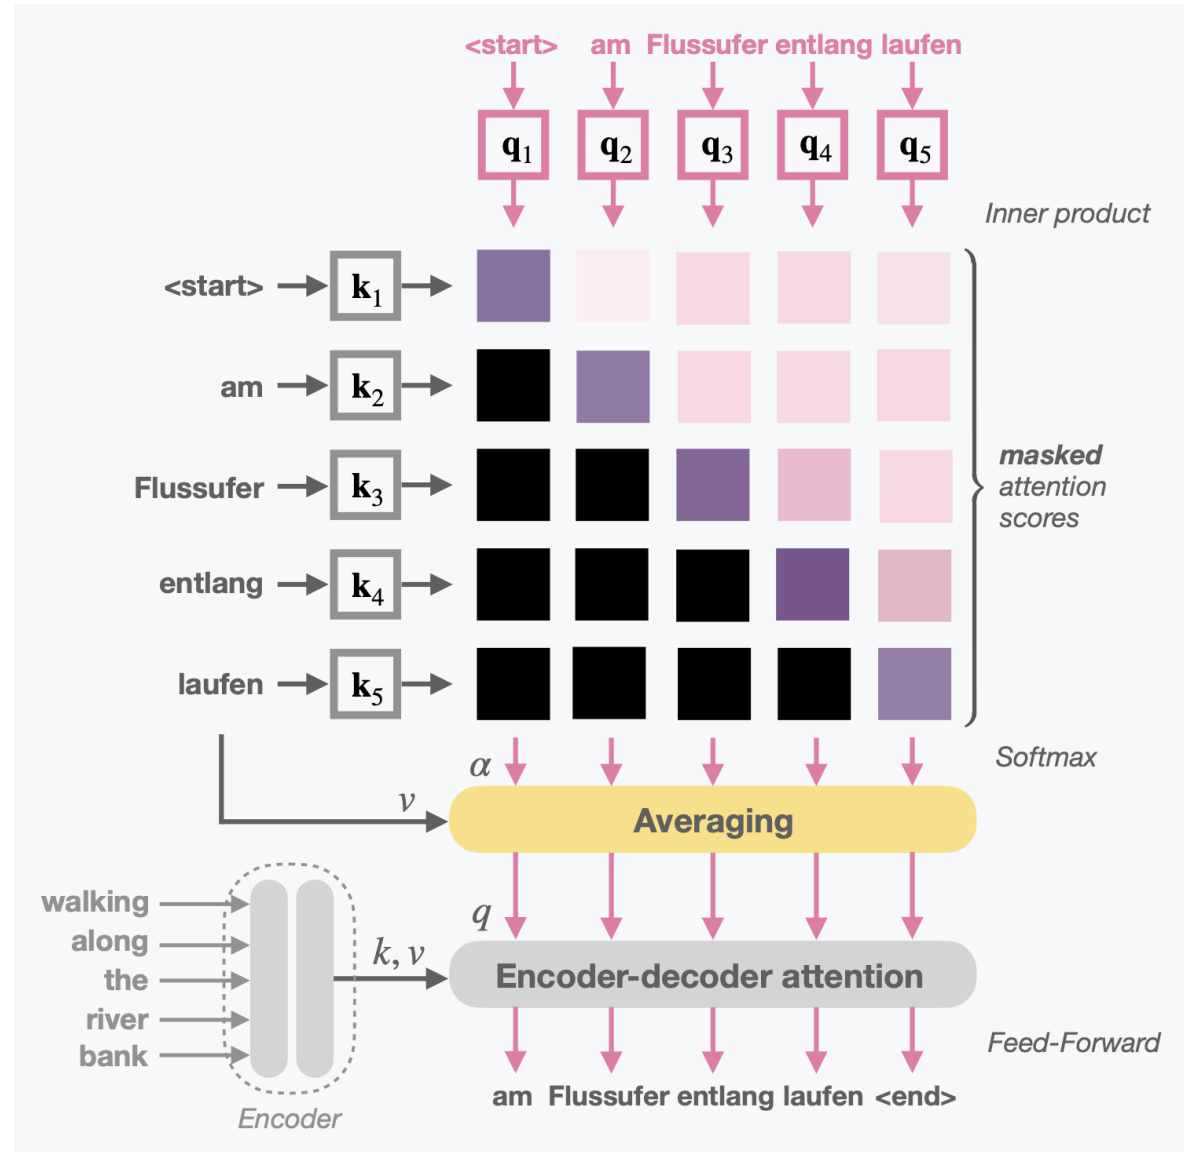 <start> am Flussufer entlang laufen
q1 q2 q3 q4 q5
Inner product
<start> k1
am k2
Flussufer k3
masked
attention
scores
entlang k4
laufen k5
α
Softmax
v
Averaging
walking
along
the
river
bank
q
k, v
Encoder-decoder attention
Feed-Forward
am Flussufer entlang laufen <end>
Encoder